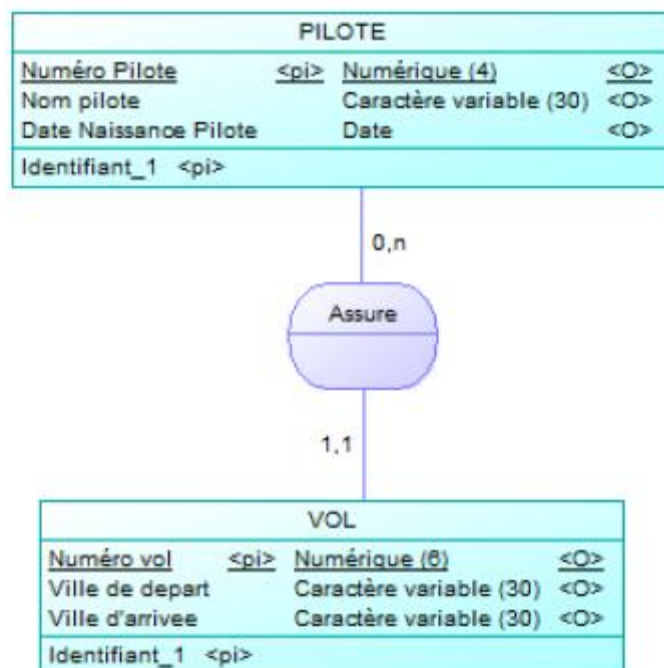 PILOTE
Numéro Pilote <pi> Numérique (4) <O>
Nom pilote Caractère variable (30) <O>
Date Naissance Pilote Date <O>
Identifiant_1 <pi>
0,n
Assure
1,1
VOL
Numéro vol <pi> Numérique (6) <O>
Ville de depart Caractère variable (30) <O>
Ville d'arrivee Caractère variable (30) <O>
Identifiant_1 <pi>